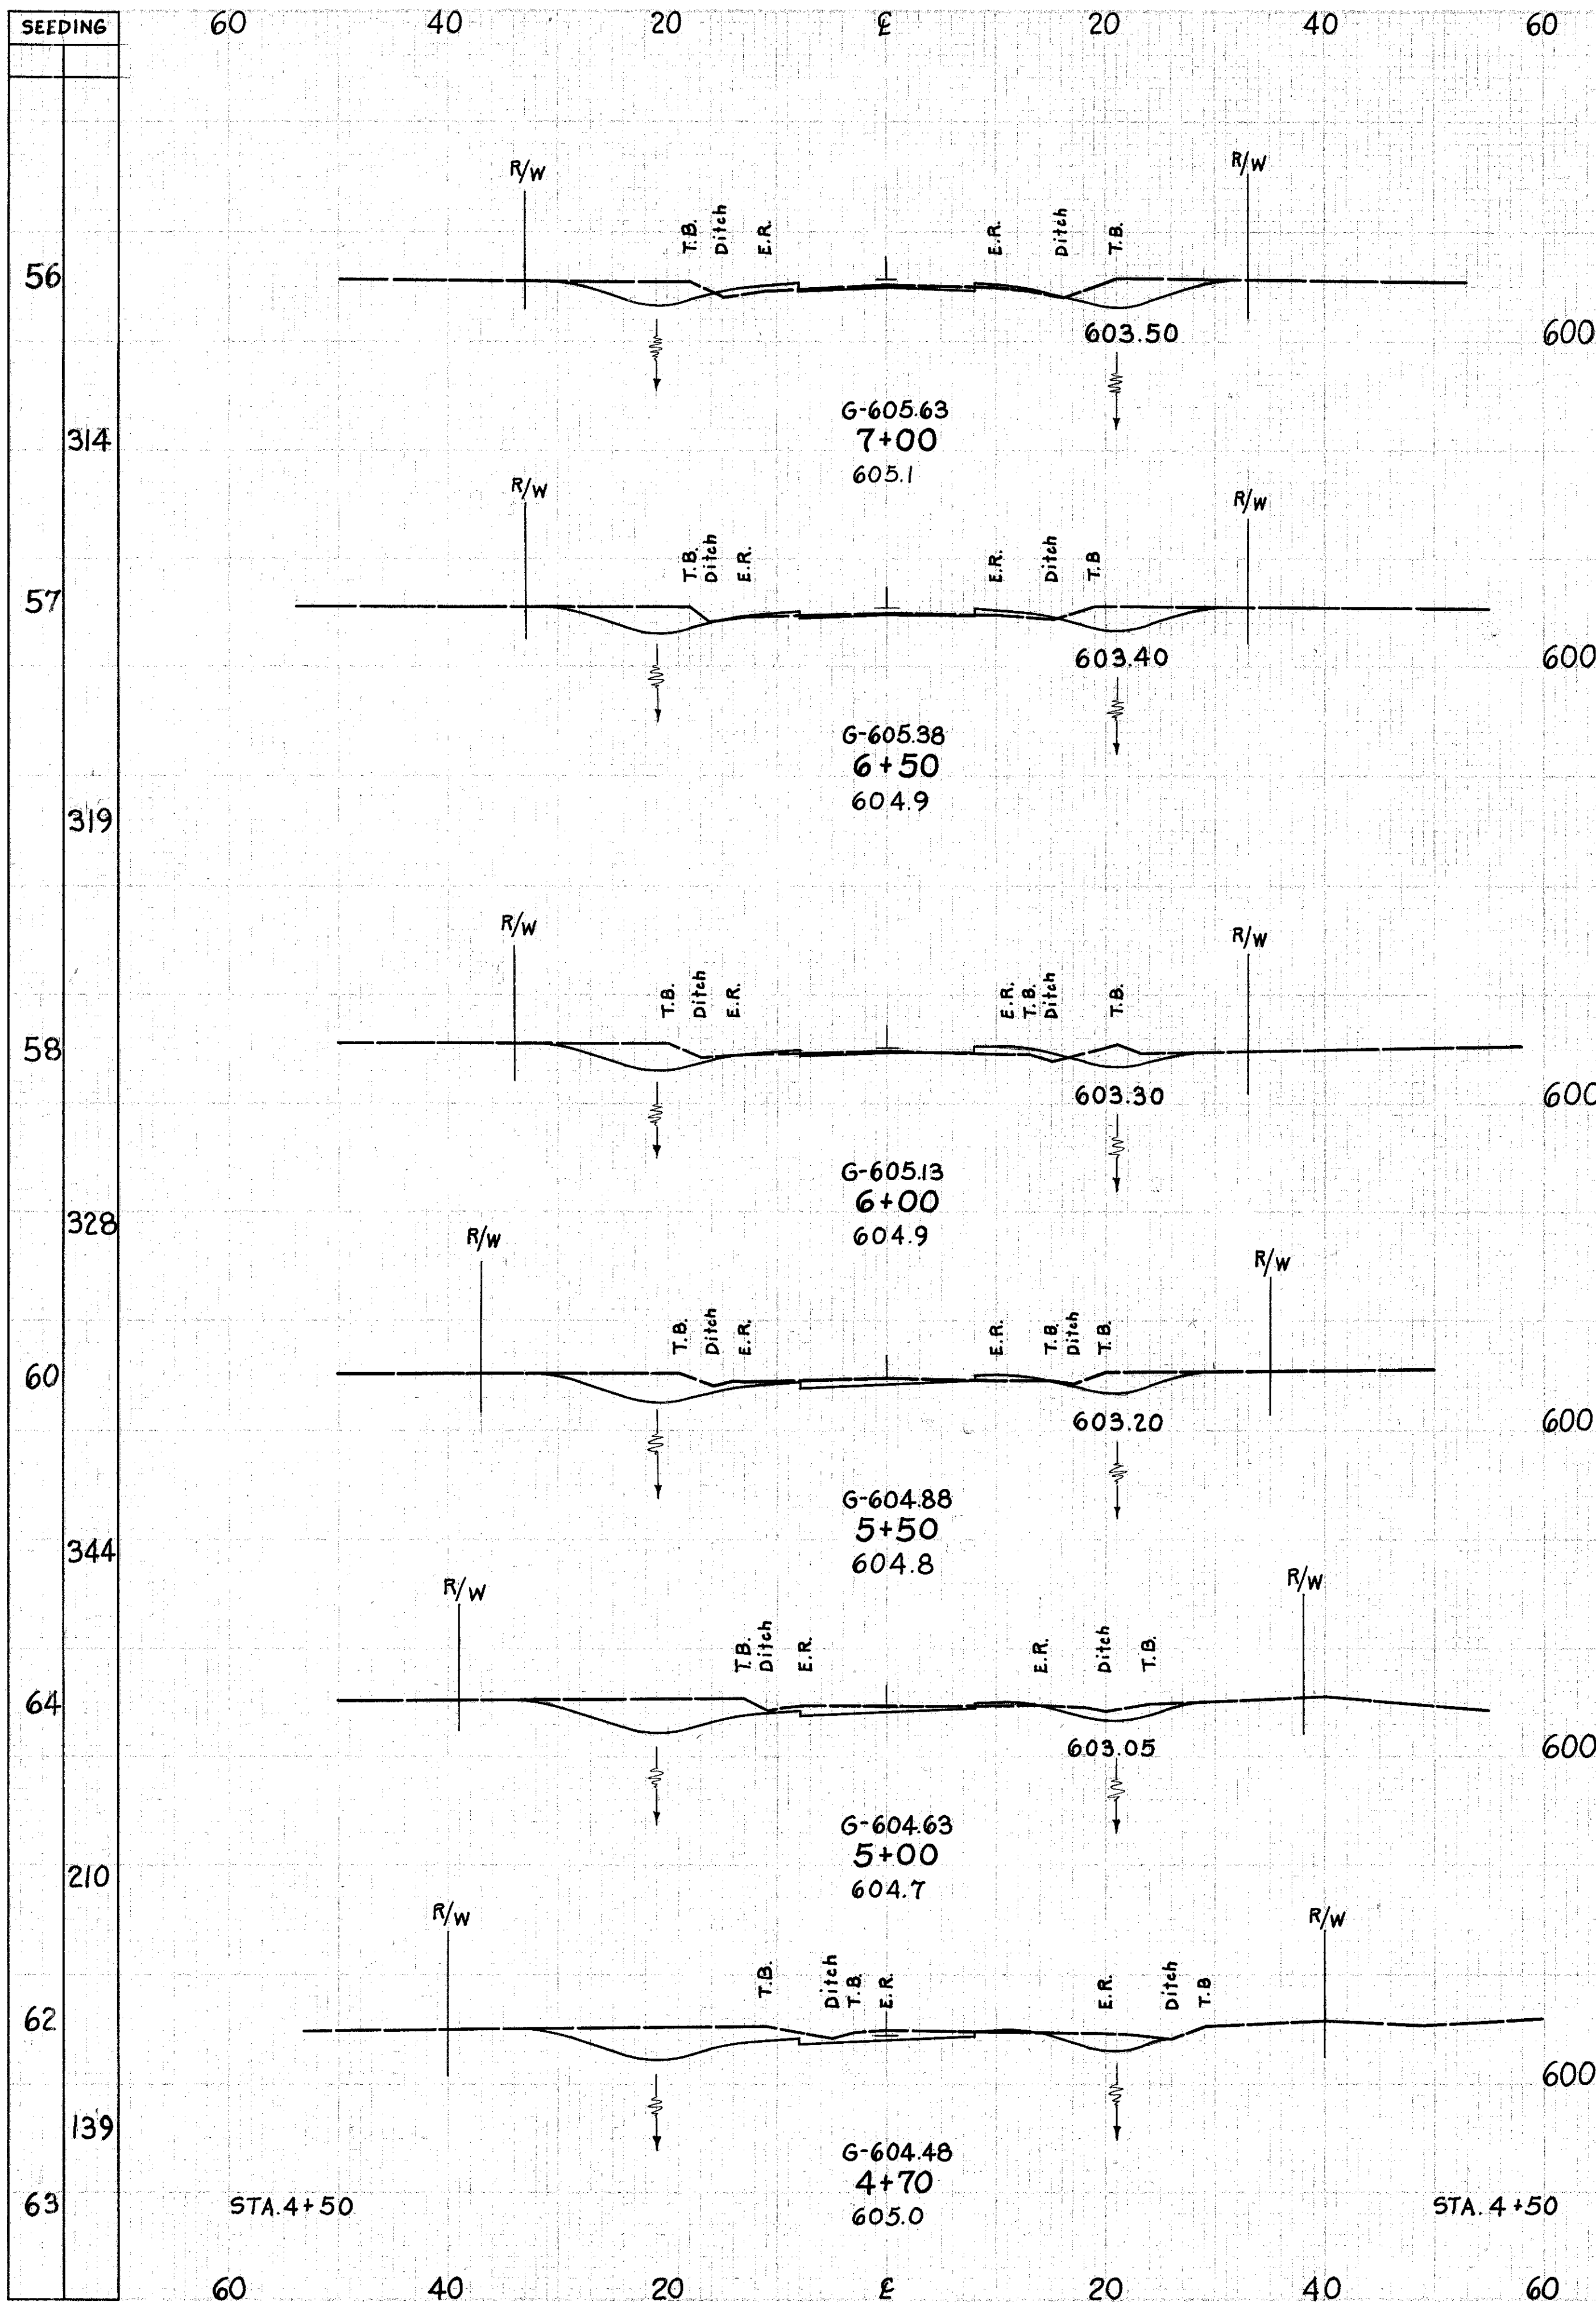 SEEDING 60 40 20 ℄ 20 40 60
R/W R/W
T.B. Ditch E.R. E.R. Ditch T.B.
56
603.50 600
G-605.63
314 7+00
605.1
R/W R/W
T.B. Ditch E.R. E.R. Ditch T.B
57
603.40 600
G-605.38
6+50
604.9
319
R/W R/W
T.B. Ditch E.R. E.R. T.B. Ditch T.B.
58
603.30 600
G-605.13
6+00
328 604.9
R/W R/W
T.B. Ditch E.R. E.R. T.B. Ditch T.B.
60
603.20 600
G-604.88
5+50
344 604.8
R/W R/W
T.B. Ditch E.R. E.R. Ditch T.B.
64
603.05 600
G-604.63
5+00
210 604.7
R/W R/W
T.B. Ditch T.B. E.R. E.R. Ditch T.B
62
600
139
G-604.48
4+70
63 STA.4+50 605.0 STA.4+50
60 40 20 ℄ 20 40 60